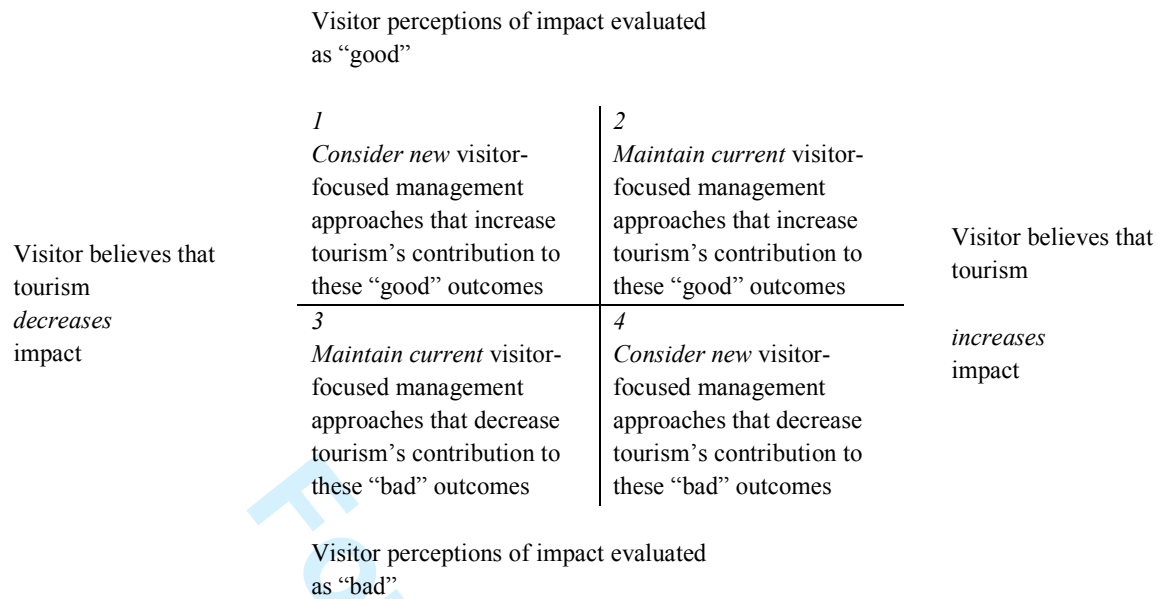 Visitor perceptions of impact evaluated
as “good”
1
Consider new visitor-
focused management
approaches that increase
tourism’s contribution to
these “good” outcomes
2
Maintain current visitor-
focused management
approaches that increase
tourism’s contribution to
these “good” outcomes
Visitor believes that
tourism
decreases
impact
Visitor believes that
tourism
increases
impact
3
Maintain current visitor-
focused management
approaches that decrease
tourism’s contribution to
these “bad” outcomes
4
Consider new visitor-
focused management
approaches that decrease
tourism’s contribution to
these “bad” outcomes
Visitor perceptions of impact evaluated
as “bad”